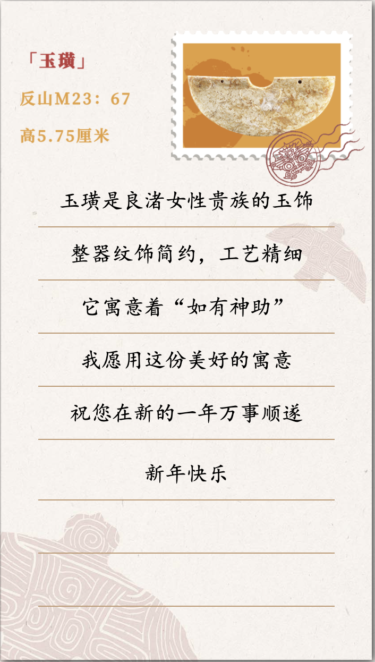 「玉璜」
反山M23：67
高5.75厘米
玉璜是良渚女性贵族的玉饰
整器纹饰简约，工艺精细
它寓意着“如有神助”
我愿用这份美好的寓意
祝您在新的一年万事顺遂
新年快乐